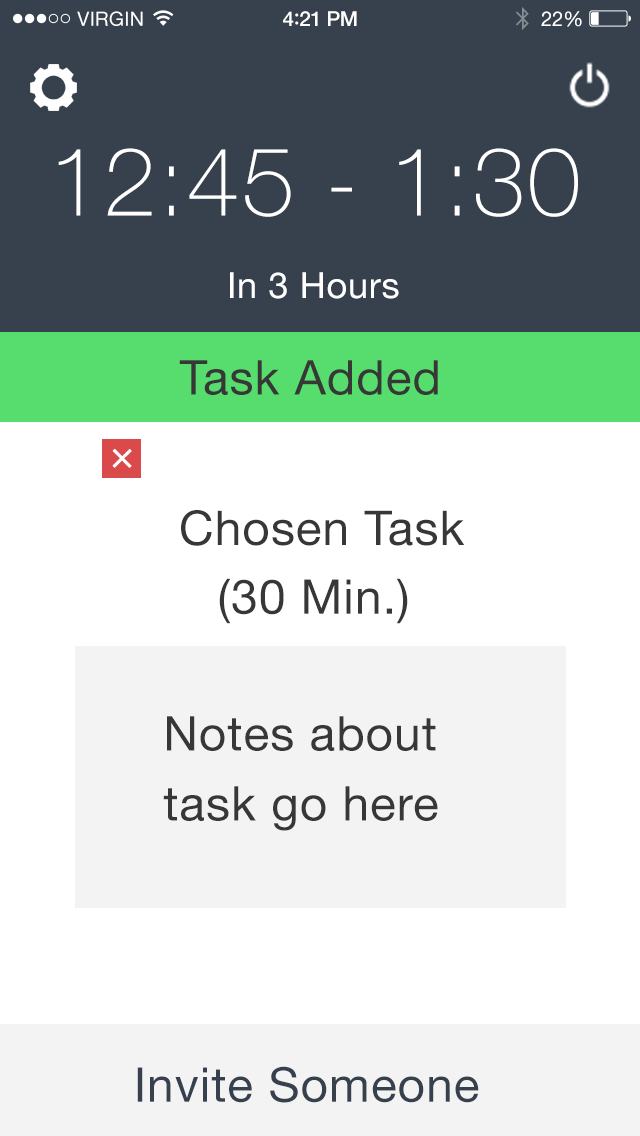 VIRGIN 4:21 PM 22%
12:45 - 1:30
In 3 Hours
Task Added
Chosen Task
(30 Min.)
Notes about
task go here
Invite Someone